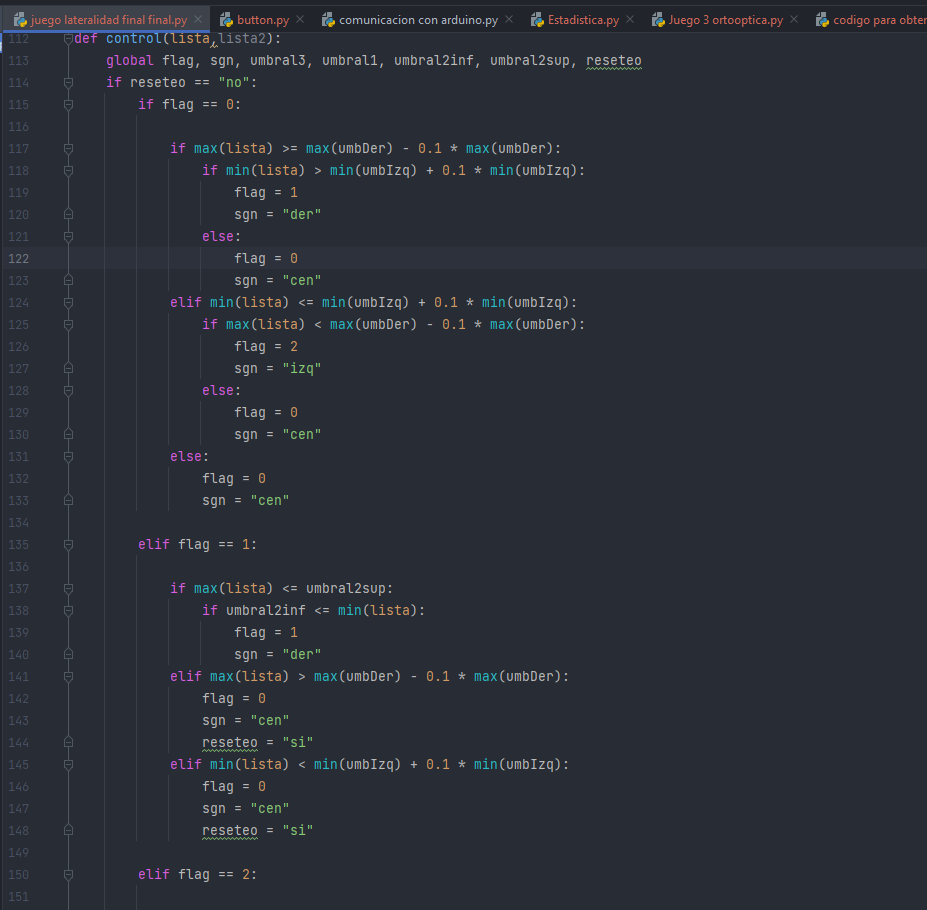 juego lateralidad final final.py × button.py × comunicacion con arduino.py × Estadistica.py × Juego 3 ortooptica.py × codigo para obter
112 def control(lista,lista2):
113     global flag, sgn, umbral3, umbral1, umbral2inf, umbral2sup, reseteo
114     if reseteo == "no":
115         if flag == 0:
116
117             if max(lista) >= max(umbDer) - 0.1 * max(umbDer):
118                 if min(lista) > min(umbIzq) + 0.1 * min(umbIzq):
119                     flag = 1
120                     sgn = "der"
121                 else:
122                     flag = 0
123                     sgn = "cen"
124             elif min(lista) <= min(umbIzq) + 0.1 * min(umbIzq):
125                 if max(lista) < max(umbDer) - 0.1 * max(umbDer):
126                     flag = 2
127                     sgn = "izq"
128                 else:
129                     flag = 0
130                     sgn = "cen"
131             else:
132                 flag = 0
133                 sgn = "cen"
134
135         elif flag == 1:
136
137             if max(lista) <= umbral2sup:
138                 if umbral2inf <= min(lista):
139                     flag = 1
140                     sgn = "der"
141             elif max(lista) > max(umbDer) - 0.1 * max(umbDer):
142                 flag = 0
143                 sgn = "cen"
144                 reseteo = "si"
145             elif min(lista) < min(umbIzq) + 0.1 * min(umbIzq):
146                 flag = 0
147                 sgn = "cen"
148                 reseteo = "si"
149
150         elif flag == 2:
151